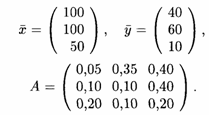 x̄ = ( 100 100 50 ), ȳ = ( 40 60 10 ),
A = ( 0,05 0,35 0,40
0,10 0,10 0,40
0,20 0,10 0,20 ).